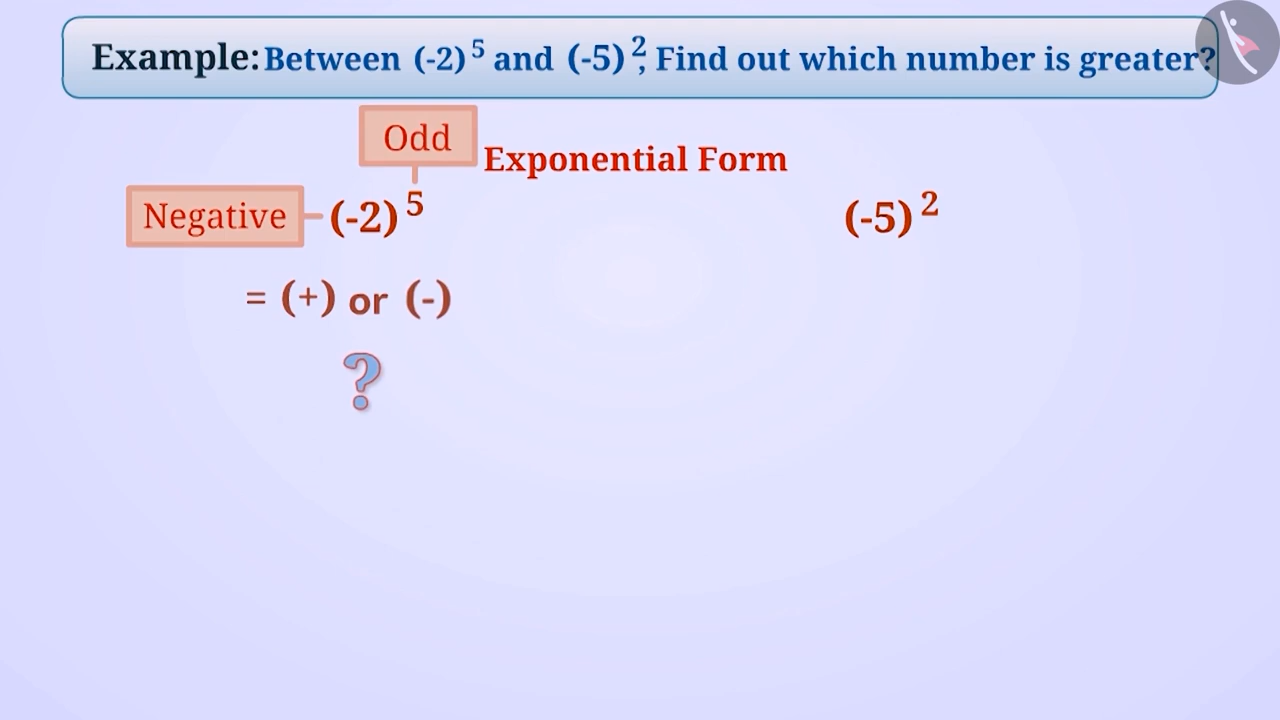 Example: Between (-2)⁵ and (-5)², Find out which number is greater?
Odd
Exponential Form
Negative (-2)⁵ (-5)²
= (+) or (-)
?